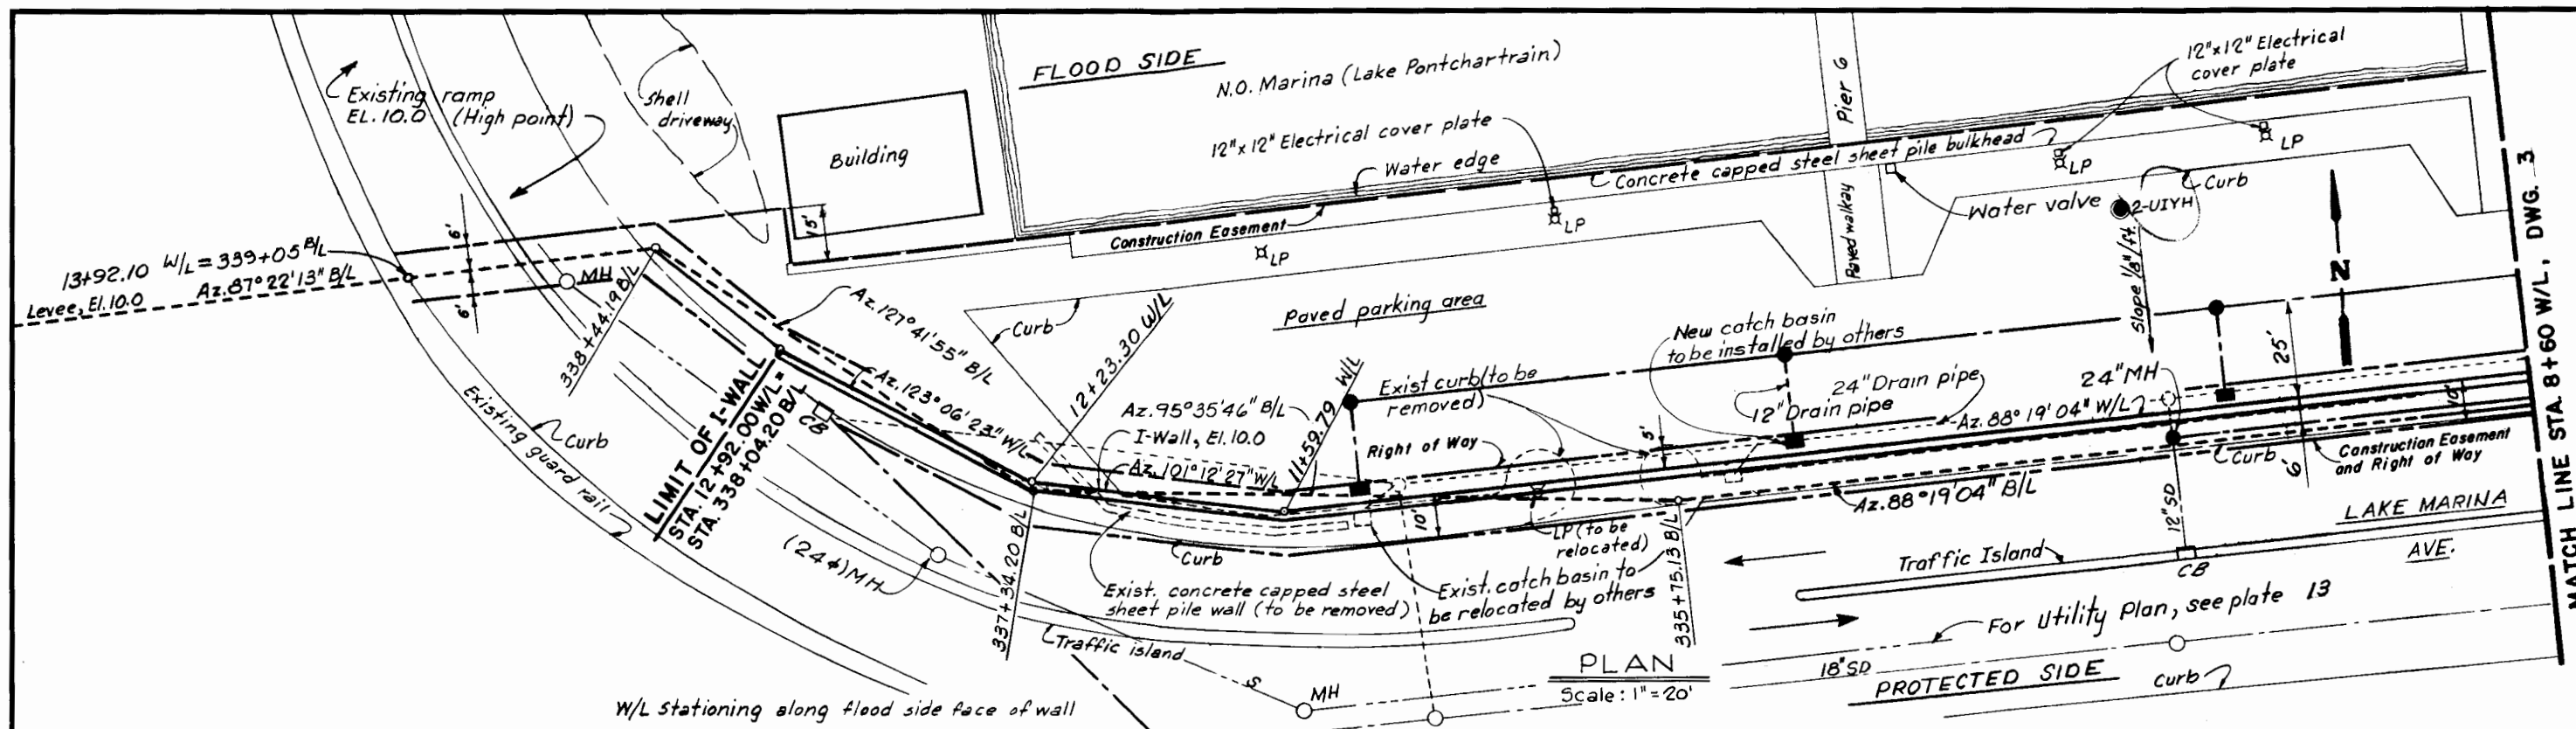 FLOOD SIDE
N.O. Marina (Lake Pontchartrain)
12"x12" Electrical
cover plate
Existing ramp
EL. 10.0 (High point)
Shell
driveway
Building
12"x12" Electrical cover plate
Water edge
Pier 6
Concrete capped steel sheet pile bulkhead
LP
LP
LP
LP
Curb
Water valve
2-UIYH
Paved walkay
Construction Easement
15'
6'
6'
13+92.10 W/L = 339+05 B/L
Levee, El. 10.0
Az. 87° 22' 13" B/L
MH
338+44.19 B/L
Az. 127° 41' 55" B/L
Curb
Paved parking area
12+23.30 W/L
New catch basin
to be installed by others
Slope 1/8"/ft.
N
25'
MATCH LINE STA. 8+60 W/L, DWG. 3
LIMIT OF I-WALL
STA. 12+92.00 W/L =
STA. 338+04.20 B/L
CB
Az. 123° 06' 23" W/L
Az. 95° 35' 46" B/L
I-Wall, El. 10.0
Az. 101° 12' 27" W/L
11+59.79 W/L
Exist curb (to be
removed)
Right of Way
5'
12" Drain pipe
24" Drain pipe
24" MH
Az. 88° 19' 04" W/L
10'
Construction Easement
and Right of Way
Curb
6'
Az. 88° 19' 04" B/L
12" SD
LAKE MARINA
AVE.
Curb
Existing guard rail
(24 ϕ) MH
337+34.20 B/L
Curb
10'
LP (to be
relocated)
Exist. concrete capped steel
sheet pile wall (to be removed)
Exist. catch basin to
be relocated by others
335+75.13 B/L
Traffic Island
CB
Traffic island
For Utility Plan, see plate 13
PLAN
Scale: 1"=20'
18" SD
PROTECTED SIDE
Curb
S
MH
W/L Stationing along flood side face of wall